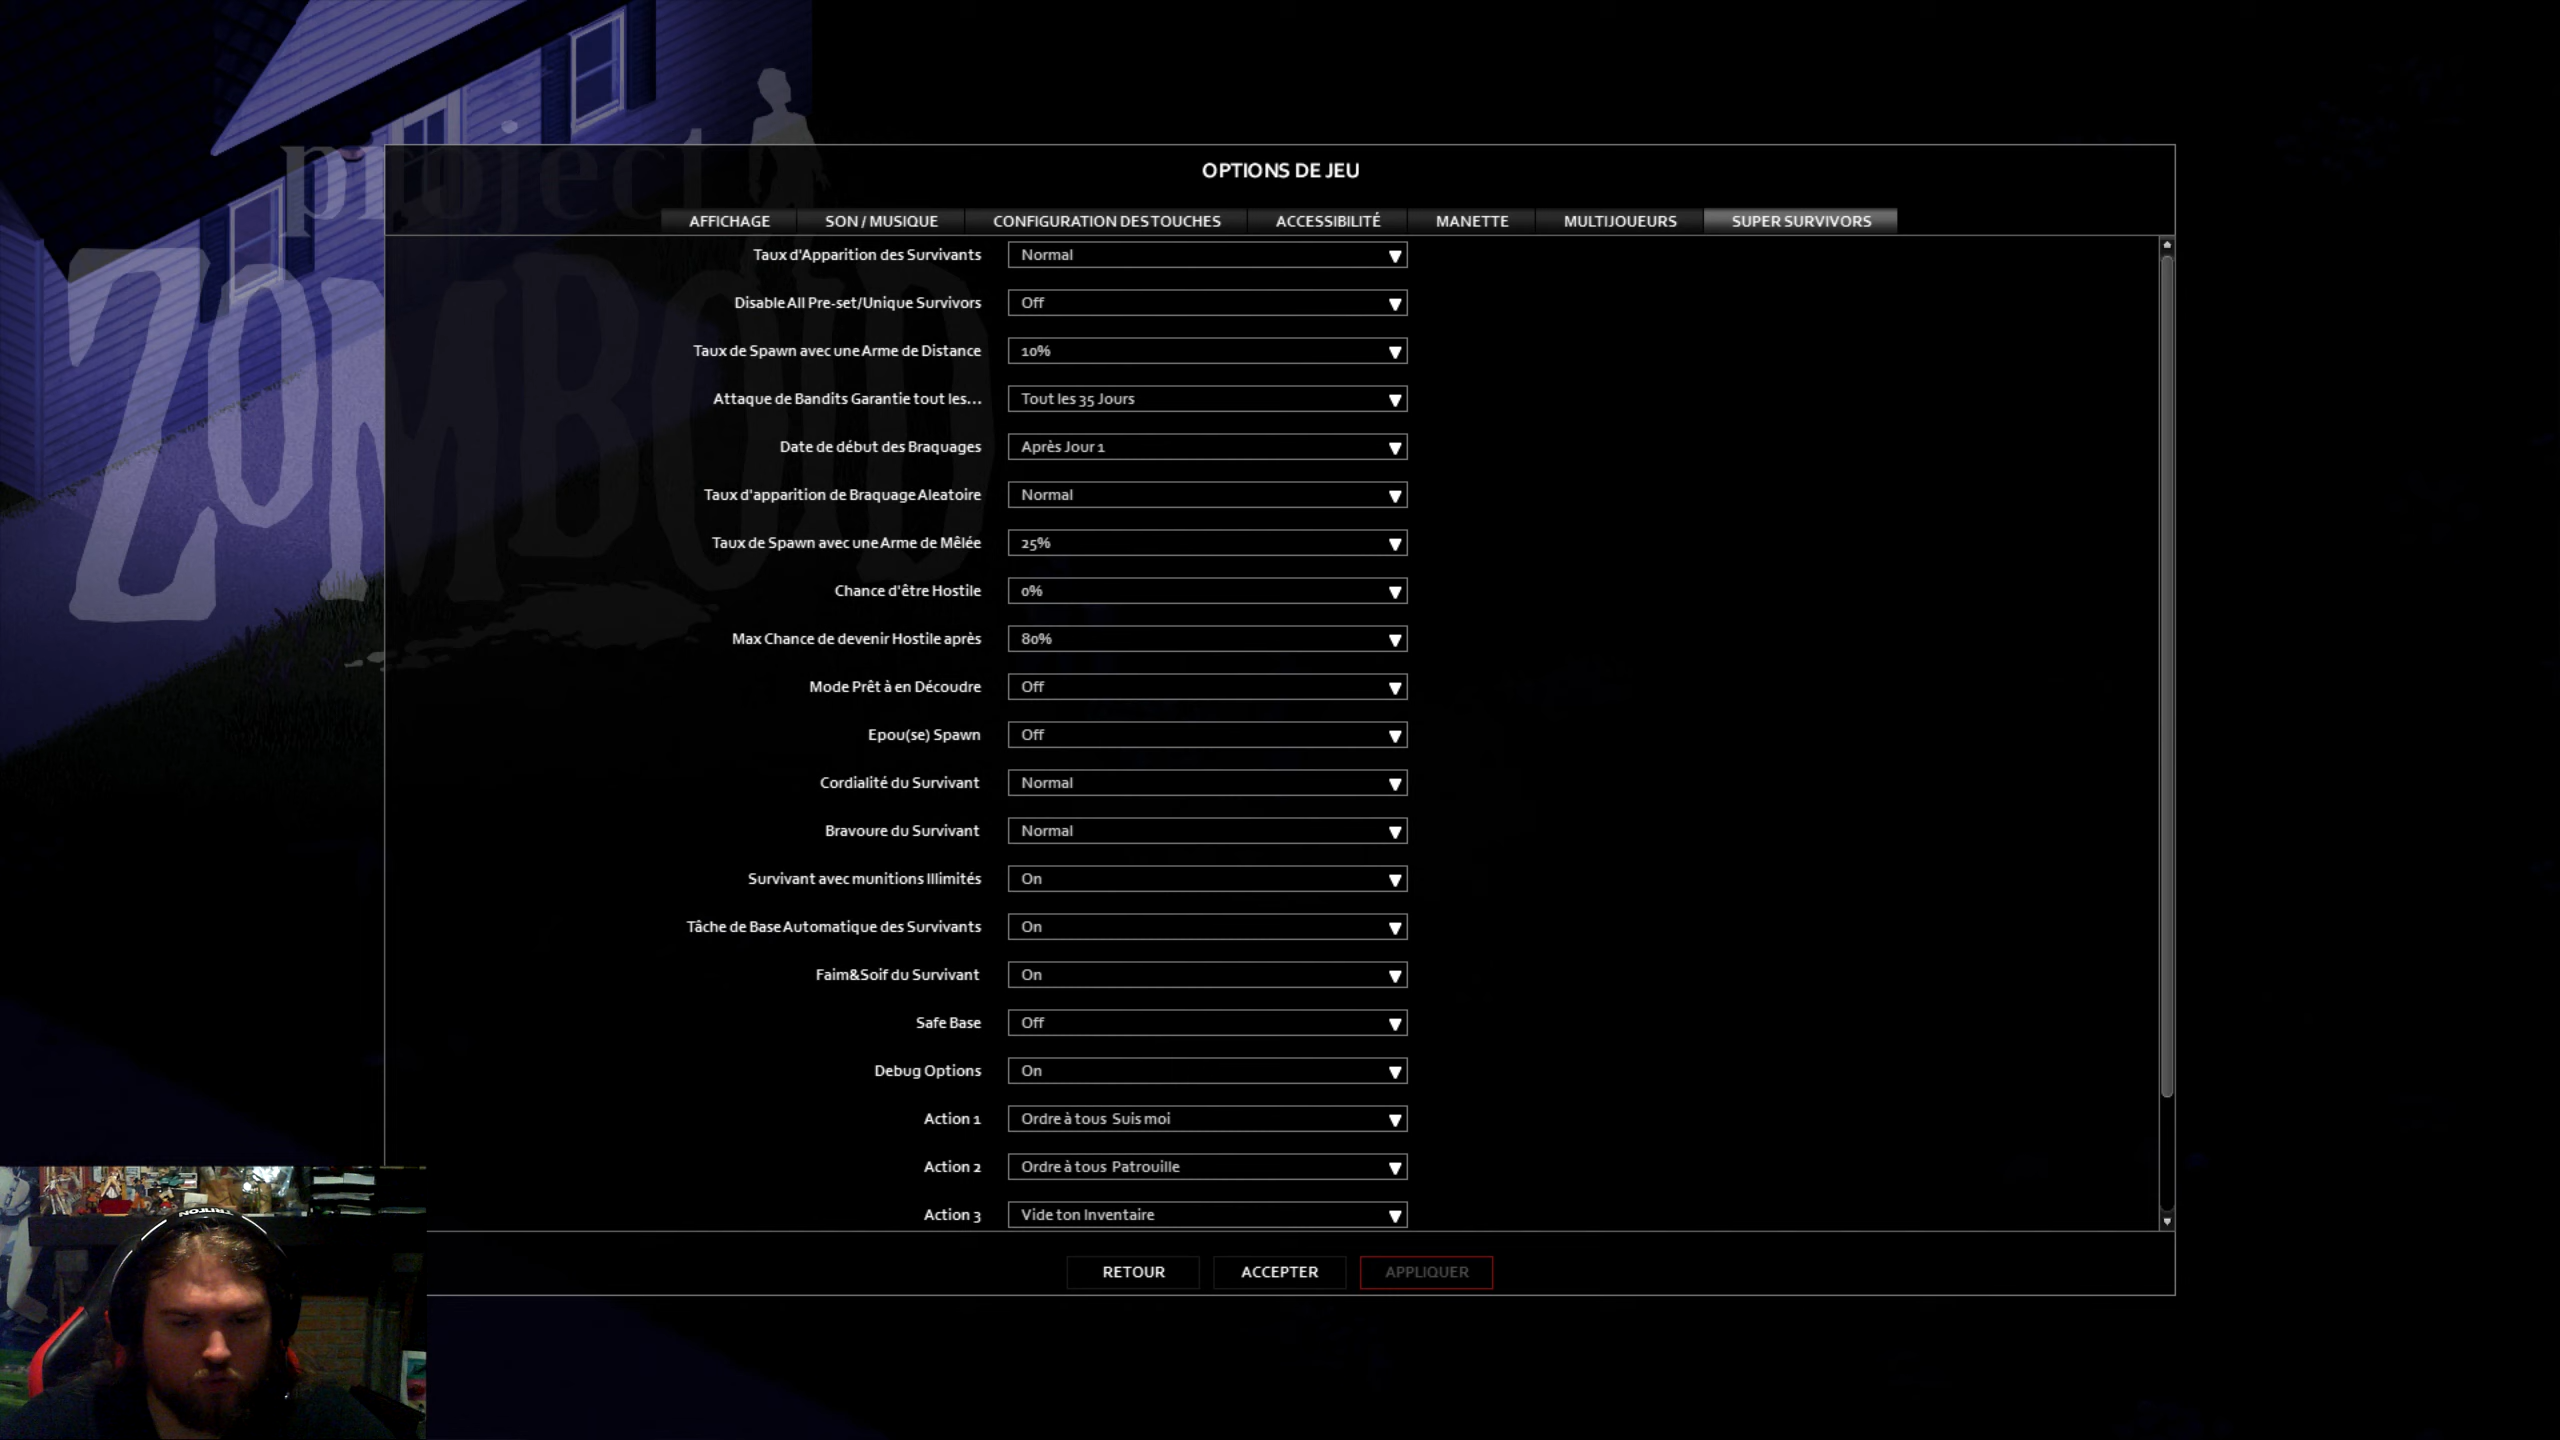 project
ZOMBOID
OPTIONS DE JEU
AFFICHAGE SON / MUSIQUE CONFIGURATION DES TOUCHES ACCESSIBILITÉ MANETTE MULTIJOUEURS SUPER SURVIVORS
Taux d'Apparition des Survivants Normal
Disable All Pre-set/Unique Survivors Off
Taux de Spawn avec une Arme de Distance 10%
Attaque de Bandits Garantie tout les... Tout les 35 Jours
Date de début des Braquages Après Jour 1
Taux d'apparition de Braquage Aleatoire Normal
Taux de Spawn avec une Arme de Mêlée 25%
Chance d'être Hostile 0%
Max Chance de devenir Hostile après 80%
Mode Prêt à en Découdre Off
Epou(se) Spawn Off
Cordialité du Survivant Normal
Bravoure du Survivant Normal
Survivant avec munitions Illimités On
Tâche de Base Automatique des Survivants On
Faim&Soif du Survivant On
Safe Base Off
Debug Options On
Action 1 Ordre à tous Suis moi
Action 2 Ordre à tous Patrouille
Action 3 Vide ton Inventaire
RETOUR ACCEPTER APPLIQUER
TRITTON